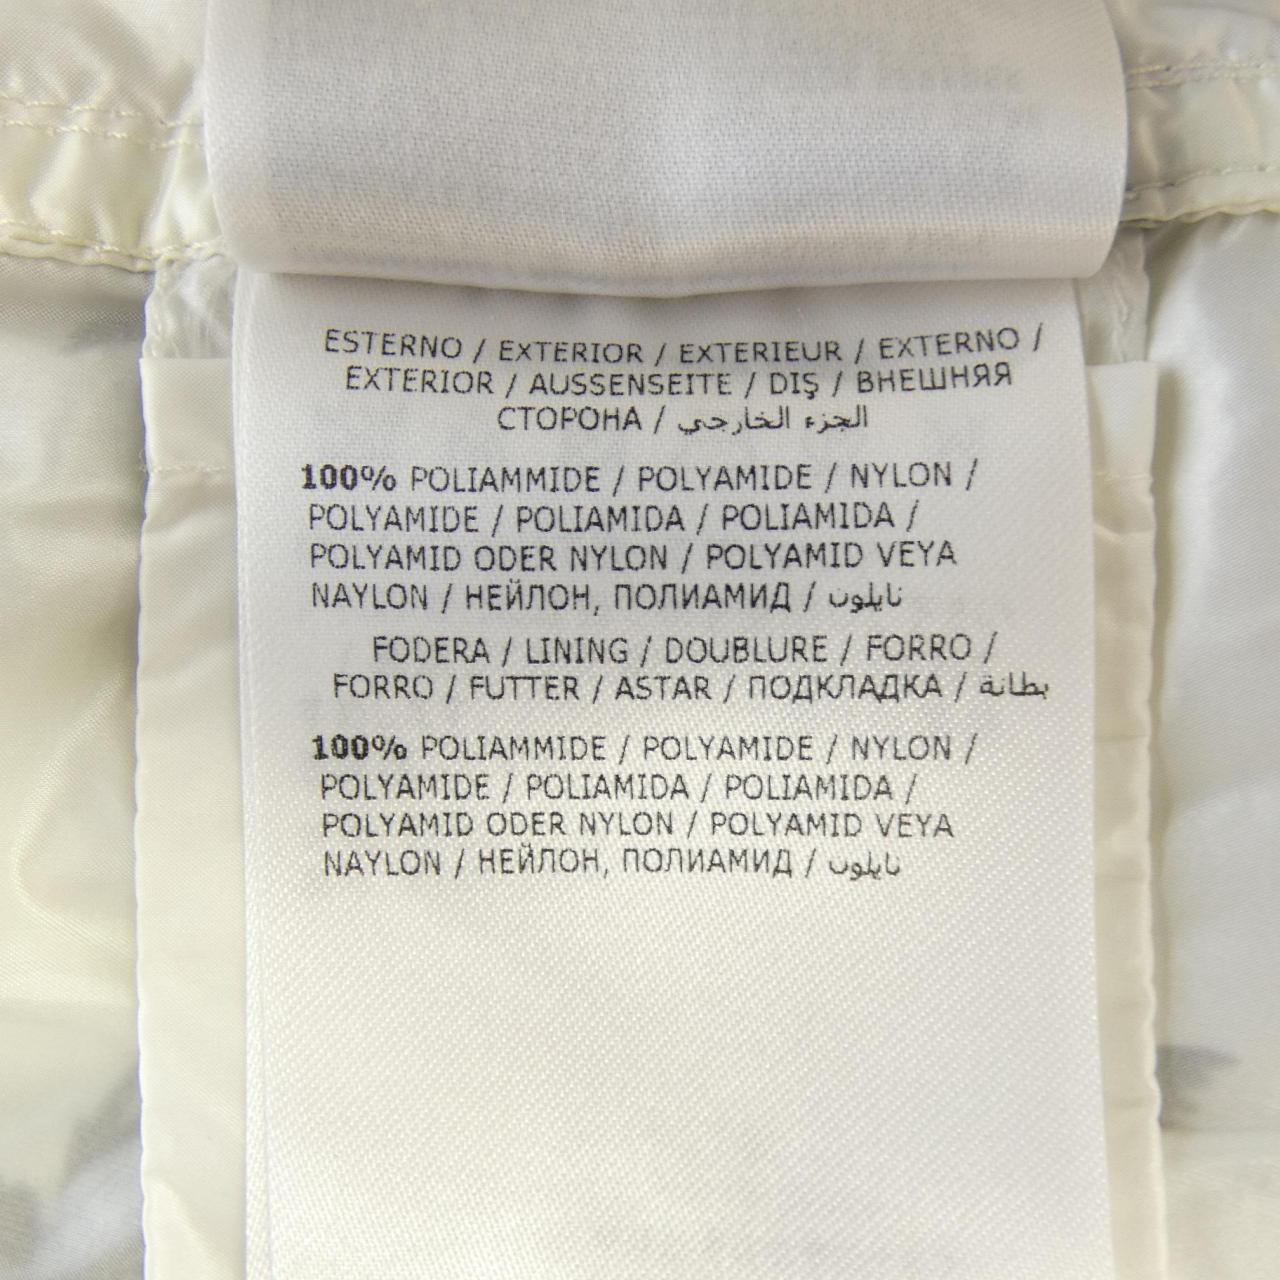 ESTERNO / EXTERIOR / EXTERIEUR / EXTERNO /
EXTERIOR / AUSSENSEITE / DIŞ / ВНЕШНЯЯ
СТОРОНА / الجزء الخارجي
100% POLIAMMIDE / POLYAMIDE / NYLON /
POLYAMIDE / POLIAMIDA / POLIAMIDA /
POLYAMID ODER NYLON / POLYAMID VEYA
NAYLON / НЕЙЛОН, ПОЛИАМИД / نايلون
FODERA / LINING / DOUBLURE / FORRO /
FORRO / FUTTER / ASTAR / ПОДКЛАДКА / بطانة
100% POLIAMMIDE / POLYAMIDE / NYLON /
POLYAMIDE / POLIAMIDA / POLIAMIDA /
POLYAMID ODER NYLON / POLYAMID VEYA
NAYLON / НЕЙЛОН, ПОЛИАМИД / نايلون